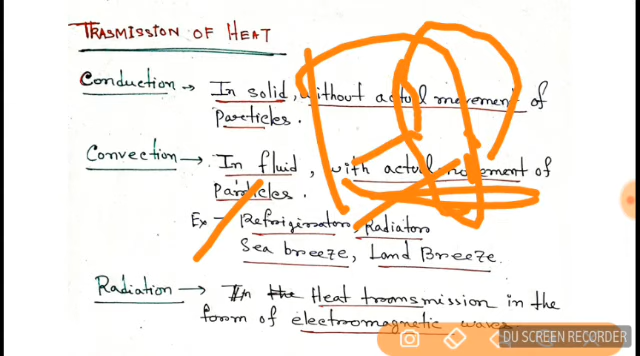 TRASMISSION OF HEAT
Conduction → In solid, without actual movement of
Particles.
Convection → In fluid, with actual movement of
Particles.
Ex - Refrigirators, Radiators
Sea breeze, Land Breeze.
Radiation → In the Heat transmission in the
form of electromagnetic waves
DU SCREEN RECORDER